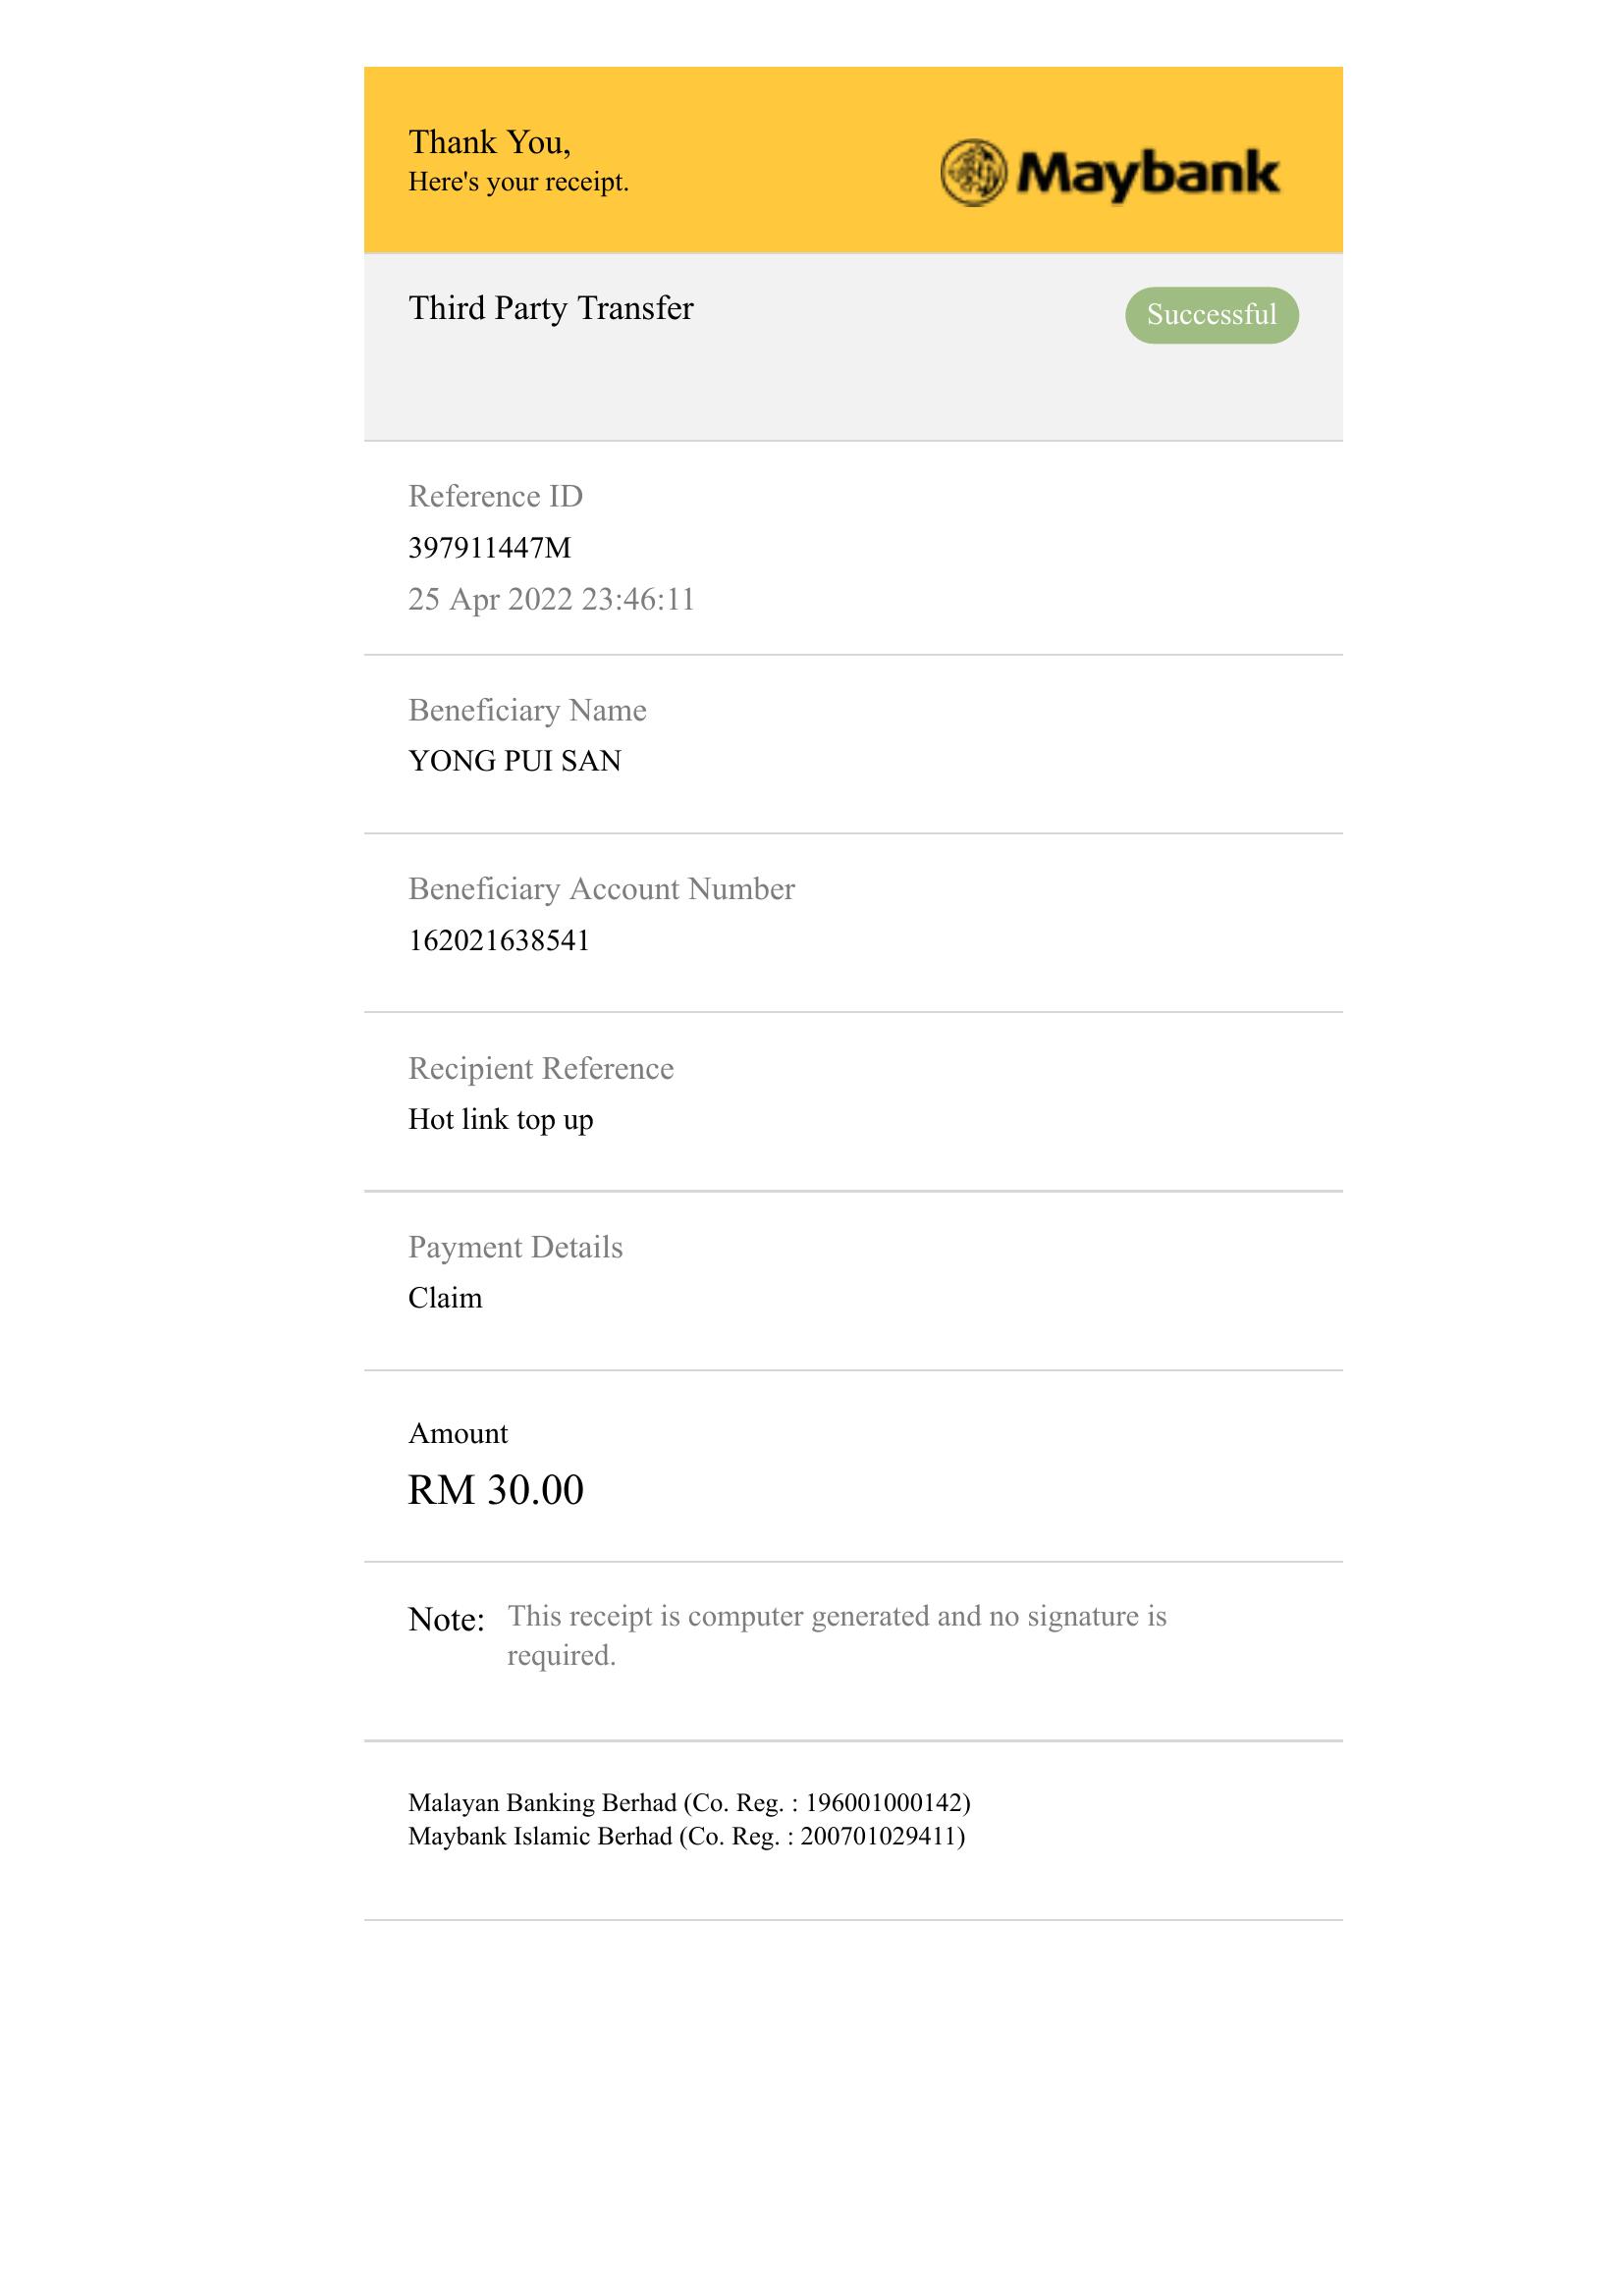 Thank You,
Here's your receipt.
Maybank
Third Party Transfer
Successful
Reference ID
397911447M
25 Apr 2022 23:46:11
Beneficiary Name
YONG PUI SAN
Beneficiary Account Number
162021638541
Recipient Reference
Hot link top up
Payment Details
Claim
Amount
RM 30.00
Note: This receipt is computer generated and no signature is
required.
Malayan Banking Berhad (Co. Reg. : 196001000142)
Maybank Islamic Berhad (Co. Reg. : 200701029411)